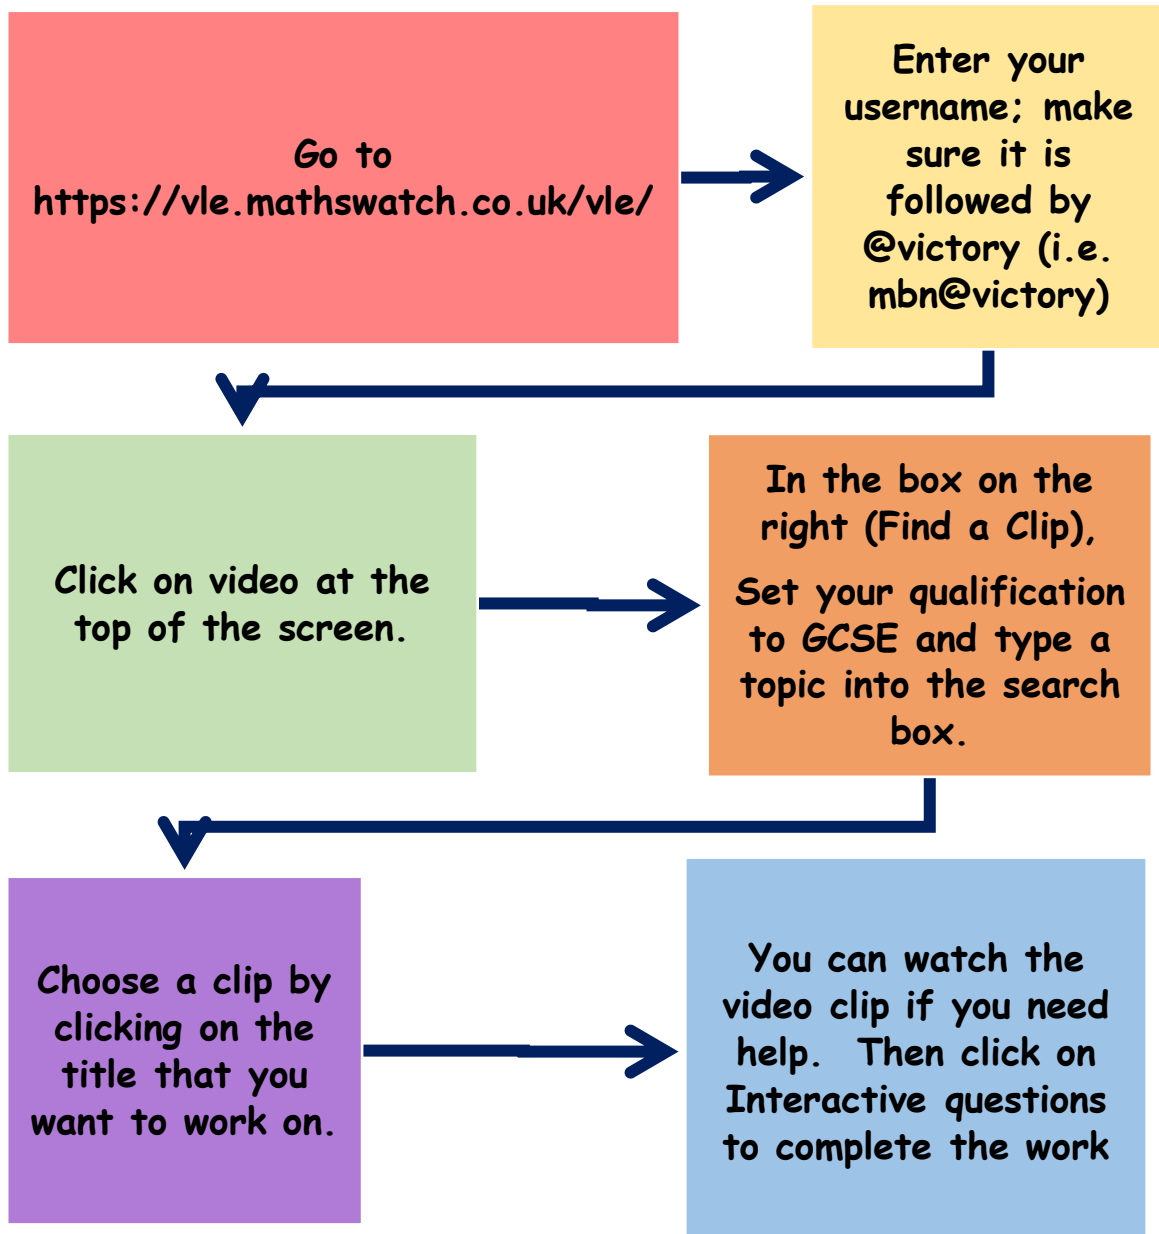 Go to
https://vle.mathswatch.co.uk/vle/
Enter your
username; make
sure it is
followed by
@victory (i.e.
mbn@victory)
Click on video at the
top of the screen.
In the box on the
right (Find a Clip),
Set your qualification
to GCSE and type a
topic into the search
box.
Choose a clip by
clicking on the
title that you
want to work on.
You can watch the
video clip if you need
help. Then click on
Interactive questions
to complete the work